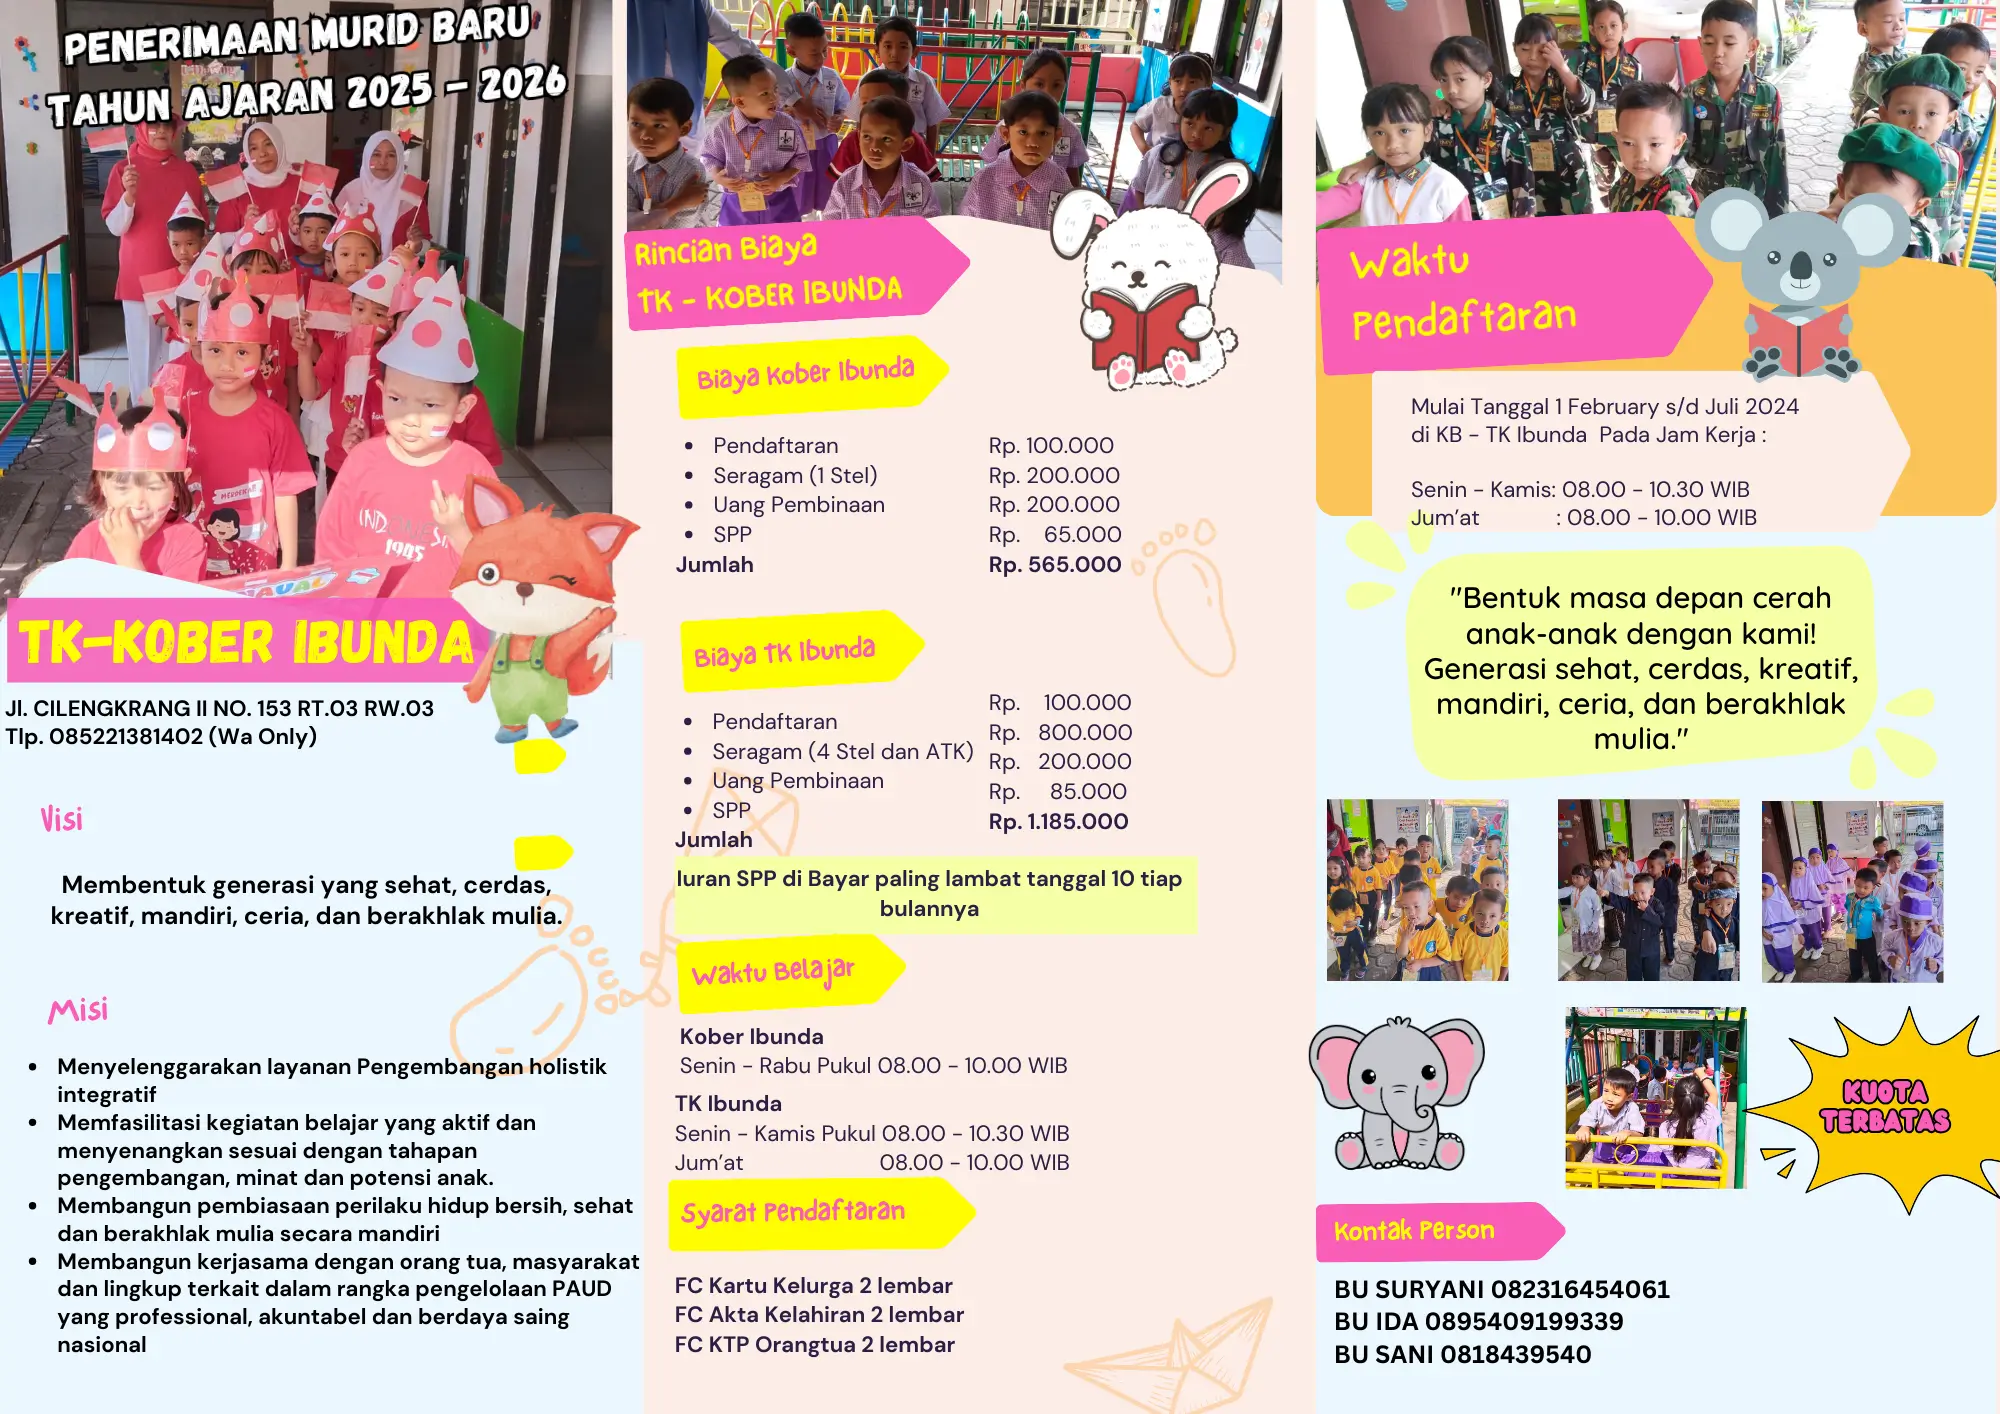 PENERIMAAN MURID BARU
TAHUN AJARAN 2025 - 2026
TK-KOBER IBUNDA
Jl. CILENGKRANG II NO. 153 RT.03 RW.03
Tlp. 085221381402 (Wa Only)
Visi
Membentuk generasi yang sehat, cerdas,
kreatif, mandiri, ceria, dan berakhlak mulia.
Misi
• Menyelenggarakan layanan Pengembangan holistik
integratif
• Memfasilitasi kegiatan belajar yang aktif dan
menyenangkan sesuai dengan tahapan
pengembangan, minat dan potensi anak.
• Membangun pembiasaan perilaku hidup bersih, sehat
dan berakhlak mulia secara mandiri
• Membangun kerjasama dengan orang tua, masyarakat
dan lingkup terkait dalam rangka pengelolaan PAUD
yang professional, akuntabel dan berdaya saing
nasional
Rincian Biaya
TK - KOBER IBUNDA
Biaya Kober Ibunda
• Pendaftaran Rp. 100.000
• Seragam (1 Stel) Rp. 200.000
• Uang Pembinaan Rp. 200.000
• SPP Rp. 65.000
Jumlah Rp. 565.000
Biaya TK Ibunda
• Pendaftaran Rp. 100.000
• Seragam (4 Stel dan ATK) Rp. 800.000
• Uang Pembinaan Rp. 200.000
• SPP Rp. 85.000
Jumlah Rp. 1.185.000
Iuran SPP di Bayar paling lambat tanggal 10 tiap
bulannya
Waktu Belajar
Kober Ibunda
Senin - Rabu Pukul 08.00 - 10.00 WIB
TK Ibunda
Senin - Kamis Pukul 08.00 - 10.30 WIB
Jum'at 08.00 - 10.00 WIB
Syarat Pendaftaran
FC Kartu Kelurga 2 lembar
FC Akta Kelahiran 2 lembar
FC KTP Orangtua 2 lembar
Waktu
Pendaftaran
Mulai Tanggal 1 February s/d Juli 2024
di KB - TK Ibunda Pada Jam Kerja :
Senin - Kamis: 08.00 - 10.30 WIB
Jum'at : 08.00 - 10.00 WIB
"Bentuk masa depan cerah
anak-anak dengan kami!
Generasi sehat, cerdas, kreatif,
mandiri, ceria, dan berakhlak
mulia."
KUOTA
TERBATAS
Kontak Person
BU SURYANI 082316454061
BU IDA 0895409199339
BU SANI 0818439540